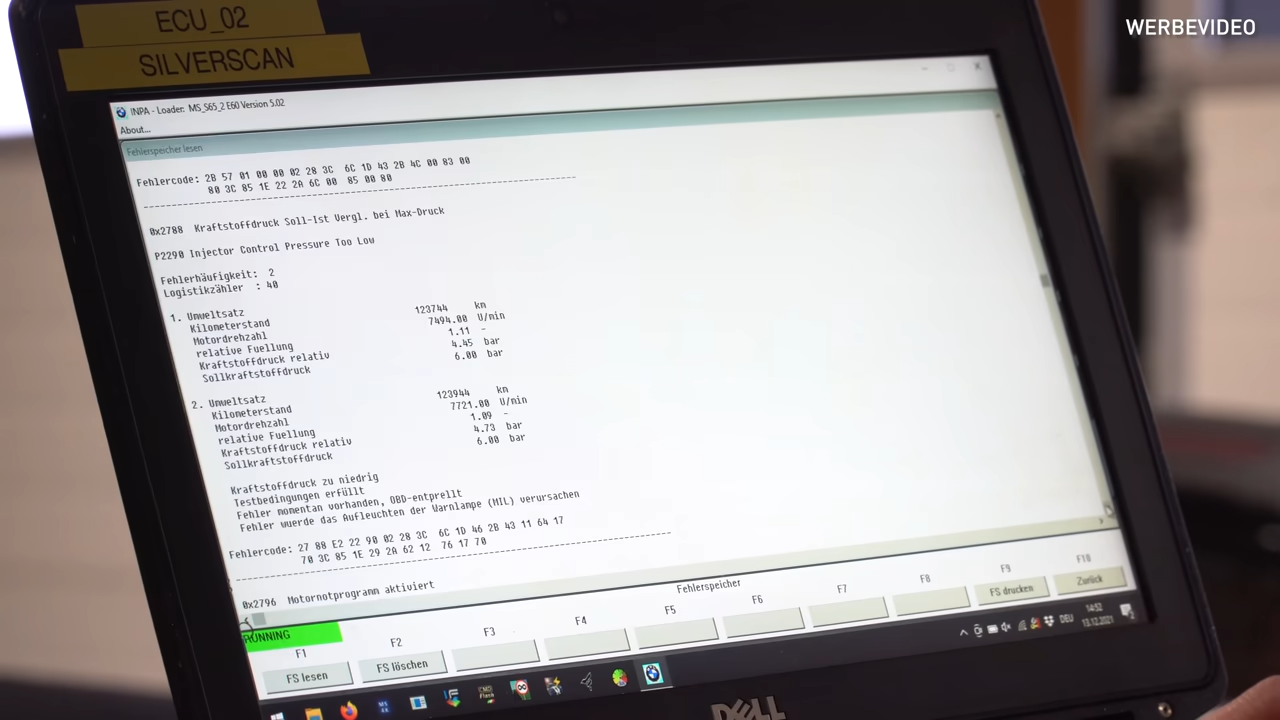 ECU_02
SILVERSCAN
WERBEVIDEO
INPA - Loader: MS_S65_2 E60 Version 5.02
About...
Fehlerspeicher lesen
Fehlercode: 2B 57 01 00 00 02 28 3C 6C 1D 43 2B 4C 00 83 00
80 3C 85 1E 22 2A 6C 00 85 00 80
0x2788 Kraftstoffdruck Soll-Ist Vergl. bei Max-Druck
P2290 Injector Control Pressure Too Low
Fehlerhäufigkeit: 2
Logistikzähler : 40
1. Umweltsatz
Kilometerstand 123744 km
Motordrehzahl 7494.00 U/min
relative Fuellung 1.11 -
Kraftstoffdruck relativ 4.45 bar
Sollkraftstoffdruck 6.00 bar
2. Umweltsatz
Kilometerstand 123944 km
Motordrehzahl 7721.00 U/min
relative Fuellung 1.09 -
Kraftstoffdruck relativ 4.73 bar
Sollkraftstoffdruck 6.00 bar
Kraftstoffdruck zu niedrig
Testbedingungen erfüllt
Fehler momentan vorhanden, OBD-entprellt
Fehler wuerde das Aufleuchten der Warnlampe (MIL) verursachen
Fehlercode: 27 88 E2 22 90 02 28 3C 6C 1D 46 2B 43 11 64 17
70 3C 85 1E 29 2A 62 12 76 17 70
0x2796 Motornotprogramm aktiviert
Fehlerspeicher
RUNNING
F1 F2 F3 F4 F5 F6 F7 F8 F9 F10
FS lesen FS löschen FS drucken Zurück
DEU
14:52
13.12.2021
DELL